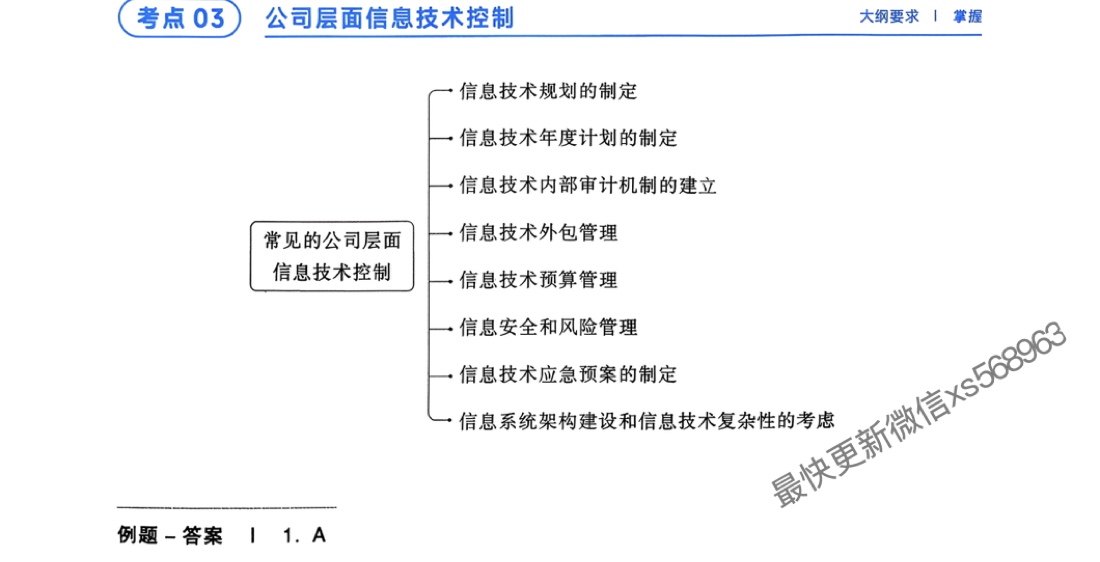 考点 03 公司层面信息技术控制 大纲要求 | 掌握
信息技术规划的制定
信息技术年度计划的制定
信息技术内部审计机制的建立
信息技术外包管理
常见的公司层面
信息技术控制
信息技术预算管理
信息安全和风险管理
信息技术应急预案的制定
信息系统架构建设和信息技术复杂性的考虑
最快更新微信xs568963
例题 – 答案 | 1. A